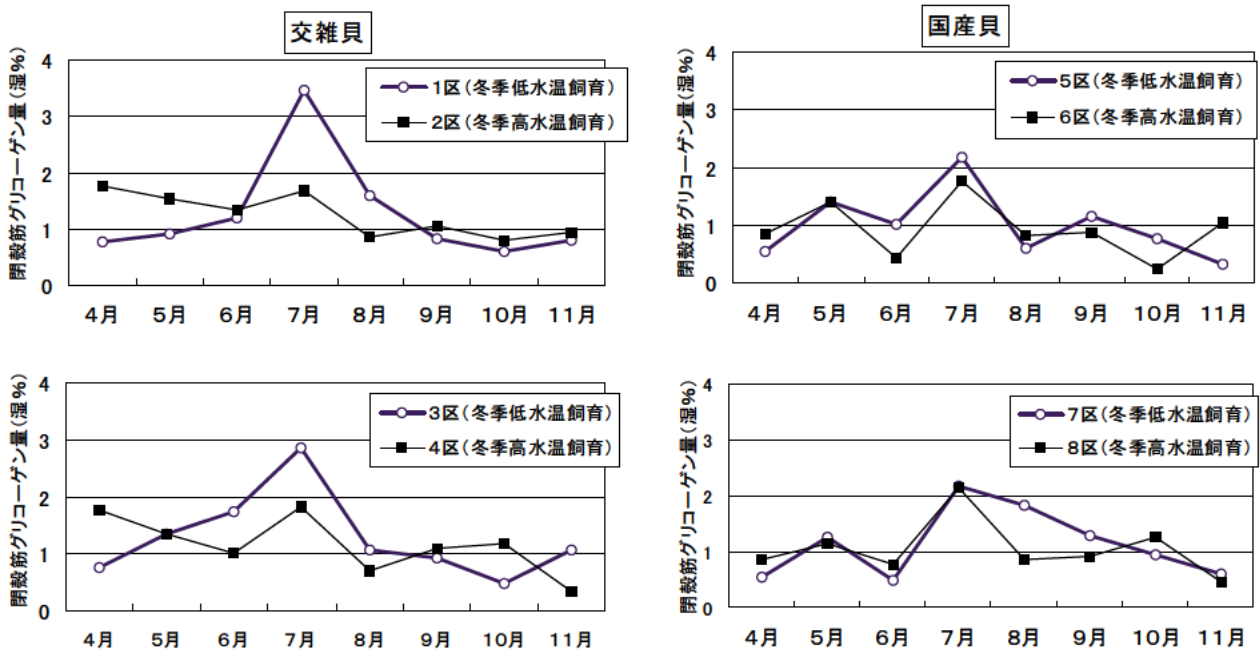 交雑貝
国産貝
閉殻筋グリコーゲン量(湿%)
4
3
2
1
0
1区(冬季低水温飼育)
2区(冬季高水温飼育)
4月 5月 6月 7月 8月 9月 10月 11月
閉殻筋グリコーゲン量(湿%)
4
3
2
1
0
5区(冬季低水温飼育)
6区(冬季高水温飼育)
4月 5月 6月 7月 8月 9月 10月 11月
閉殻筋グリコーゲン量(湿%)
4
3
2
1
0
3区(冬季低水温飼育)
4区(冬季高水温飼育)
4月 5月 6月 7月 8月 9月 10月 11月
閉殻筋グリコーゲン量(湿%)
4
3
2
1
0
7区(冬季低水温飼育)
8区(冬季高水温飼育)
4月 5月 6月 7月 8月 9月 10月 11月